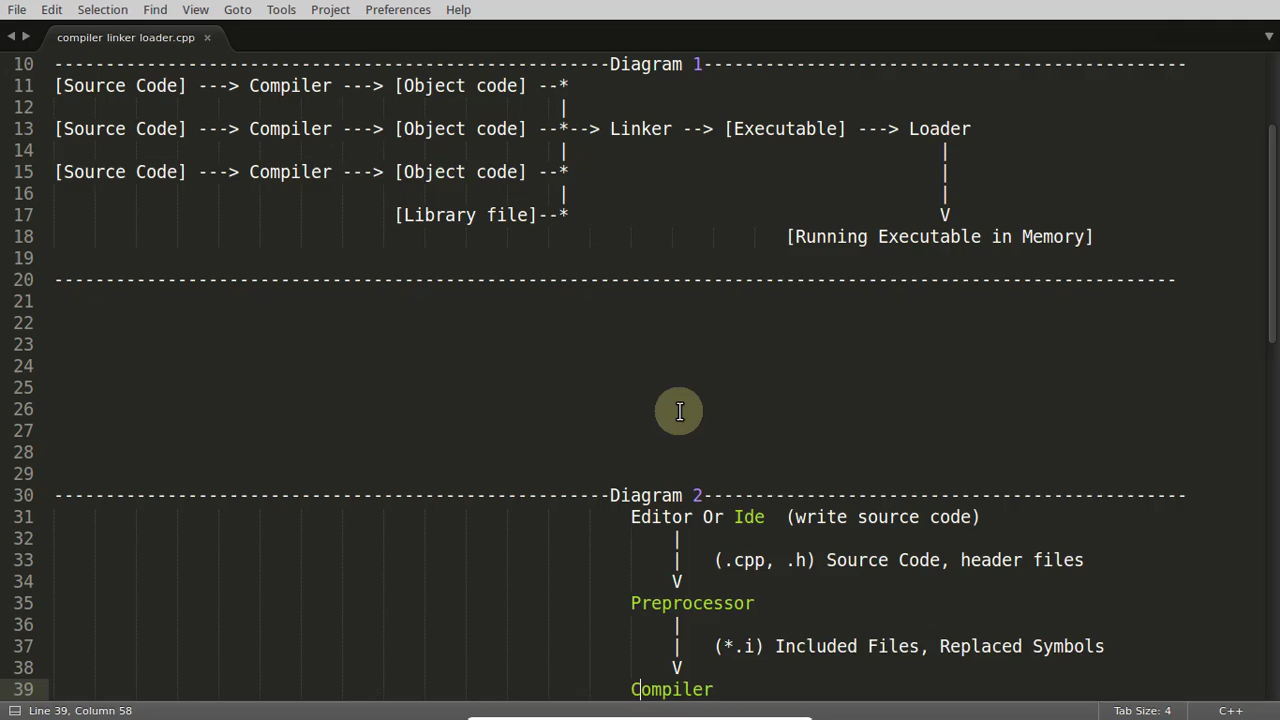 File Edit Selection Find View Goto Tools Project Preferences Help
compiler linker loader.cpp ×
10 ------------------------------------------------------Diagram 1-----------------------------------------------
11 [Source Code] ---> Compiler ---> [Object code] --*
12 |
13 [Source Code] ---> Compiler ---> [Object code] --*--> Linker --> [Executable] ---> Loader
14 | |
15 [Source Code] ---> Compiler ---> [Object code] --* |
16 | |
17 [Library file]--* V
18 [Running Executable in Memory]
19
20 -------------------------------------------------------------------------------------------------------------
21
22
23
24
25
26
27
28
29
30 ------------------------------------------------------Diagram 2-----------------------------------------------
31 Editor Or Ide (write source code)
32 |
33 | (.cpp, .h) Source Code, header files
34 V
35 Preprocessor
36 |
37 | (*.i) Included Files, Replaced Symbols
38 V
39 Compiler
Line 39, Column 58 Tab Size: 4 C++